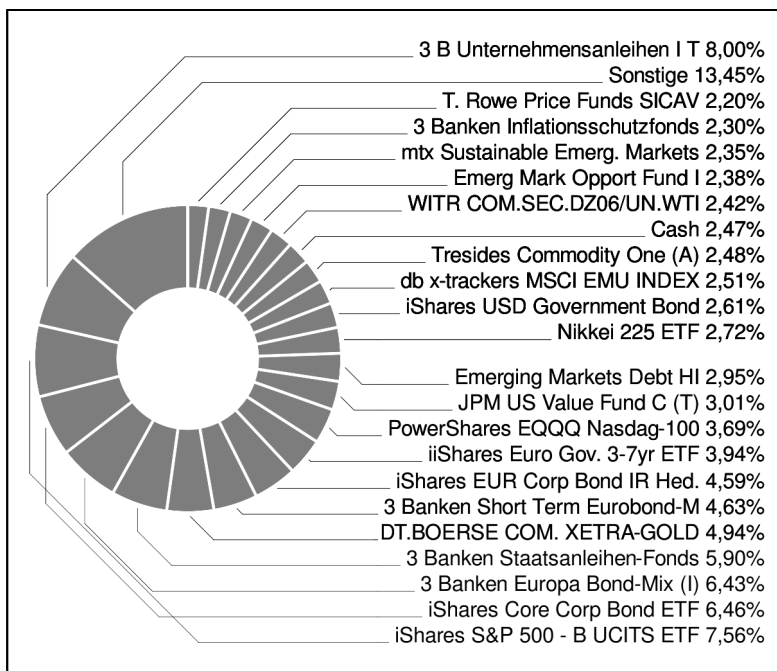 3 B Unternehmensanleihen I T 8,00%
Sonstige 13,45%
T. Rowe Price Funds SICAV 2,20%
3 Banken Inflationsschutzfonds 2,30%
mtx Sustainable Emerg. Markets 2,35%
Emerg Mark Opport Fund I 2,38%
WITR COM.SEC.DZ06/UN.WTI 2,42%
Cash 2,47%
Tresides Commodity One (A) 2,48%
db x-trackers MSCI EMU INDEX 2,51%
iShares USD Government Bond 2,61%
Nikkei 225 ETF 2,72%
Emerging Markets Debt HI 2,95%
JPM US Value Fund C (T) 3,01%
PowerShares EQQQ Nasdag-100 3,69%
iiShares Euro Gov. 3-7yr ETF 3,94%
iShares EUR Corp Bond IR Hed. 4,59%
3 Banken Short Term Eurobond-M 4,63%
DT.BOERSE COM. XETRA-GOLD 4,94%
3 Banken Staatsanleihen-Fonds 5,90%
3 Banken Europa Bond-Mix (I) 6,43%
iShares Core Corp Bond ETF 6,46%
iShares S&P 500 - B UCITS ETF 7,56%